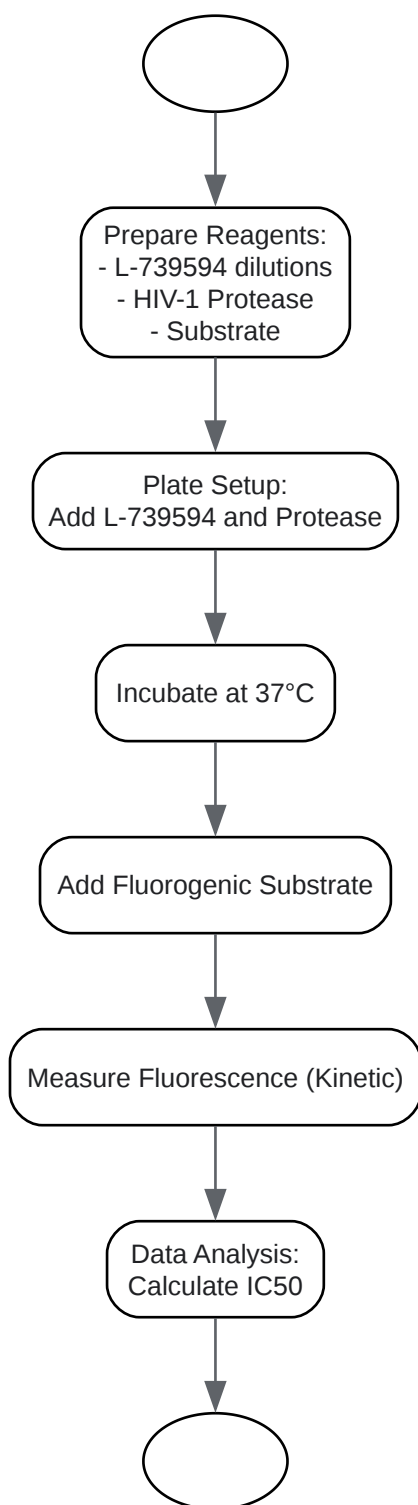 Prepare Reagents:
- L-739594 dilutions
- HIV-1 Protease
- Substrate
Plate Setup:
Add L-739594 and Protease
Incubate at 37°C
Add Fluorogenic Substrate
Measure Fluorescence (Kinetic)
Data Analysis:
Calculate IC50